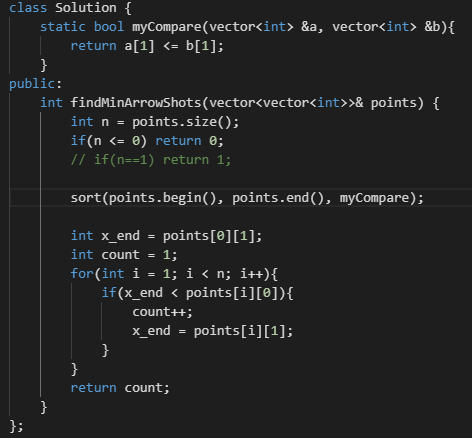 class Solution {
    static bool myCompare(vector<int> &a, vector<int> &b){
        return a[1] <= b[1];
    }
public:
    int findMinArrowShots(vector<vector<int>>& points) {
        int n = points.size();
        if(n <= 0) return 0;
        // if(n==1) return 1;

        sort(points.begin(), points.end(), myCompare);

        int x_end = points[0][1];
        int count = 1;
        for(int i = 1; i < n; i++){
            if(x_end < points[i][0]){
                count++;
                x_end = points[i][1];
            }
        }
        return count;
    }
};